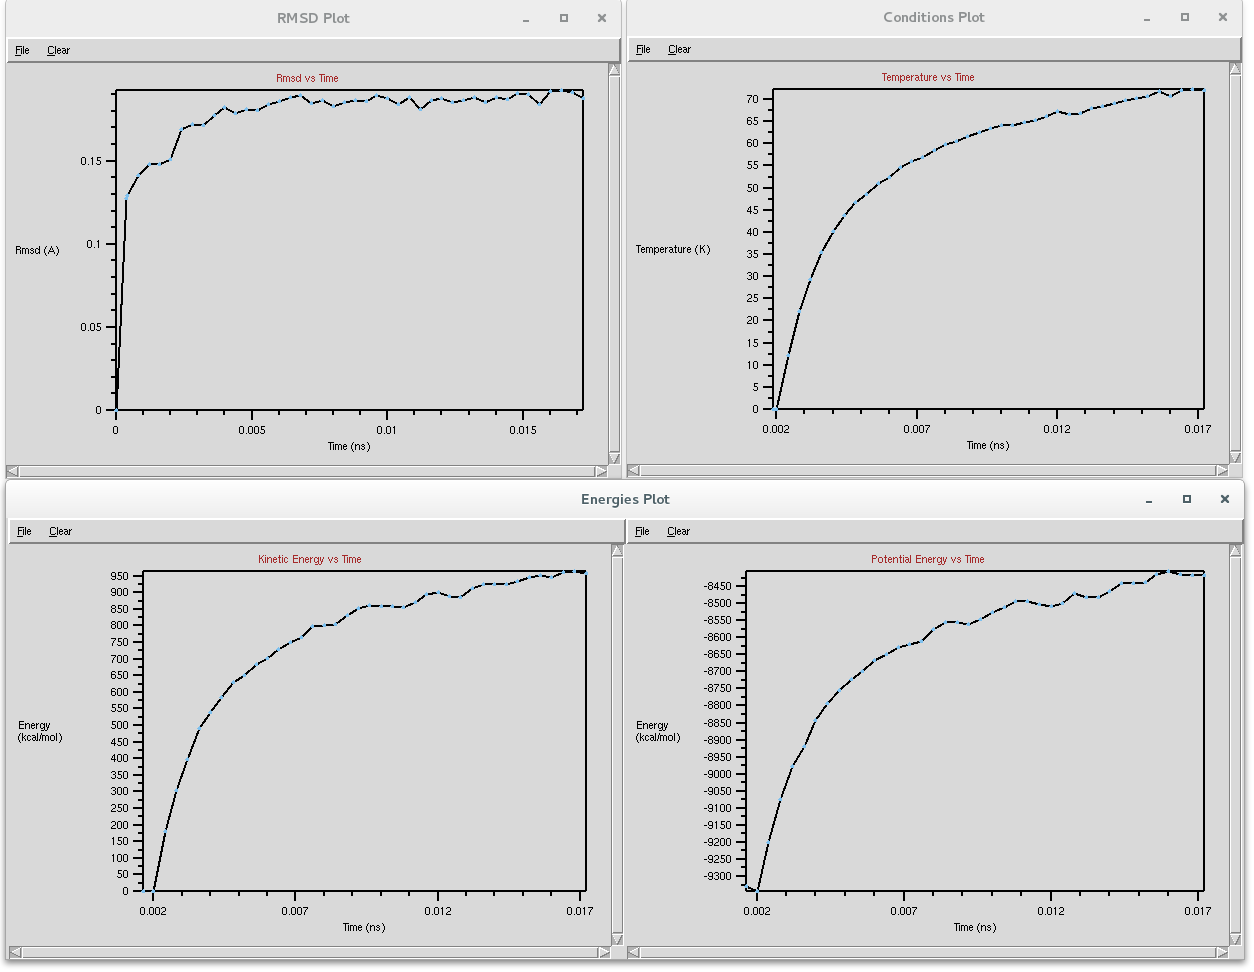 RMSD Plot
File Clear
Rmsd vs Time
0.15
0.1
Rmsd (A)
0.05
0
0 0.005 0.01 0.015
Time (ns)
Conditions Plot
File Clear
Temperature vs Time
70
65
60
55
50
45
40
35
Temperature (K)
30
25
20
15
10
5
0
0.002 0.007 0.012 0.017
Time (ns)
Energies Plot
File Clear
Kinetic Energy vs Time
950
900
850
800
750
700
650
600
550
500
Energy
(kcal/mol)
450
400
350
300
250
200
150
100
50
0
0.002 0.007 0.012 0.017
Time (ns)
File Clear
Potential Energy vs Time
-8450
-8500
-8550
-8600
-8650
-8700
-8750
-8800
-8850
Energy
(kcal/mol)
-8900
-8950
-9000
-9050
-9100
-9150
-9200
-9250
-9300
0.002 0.007 0.012 0.017
Time (ns)